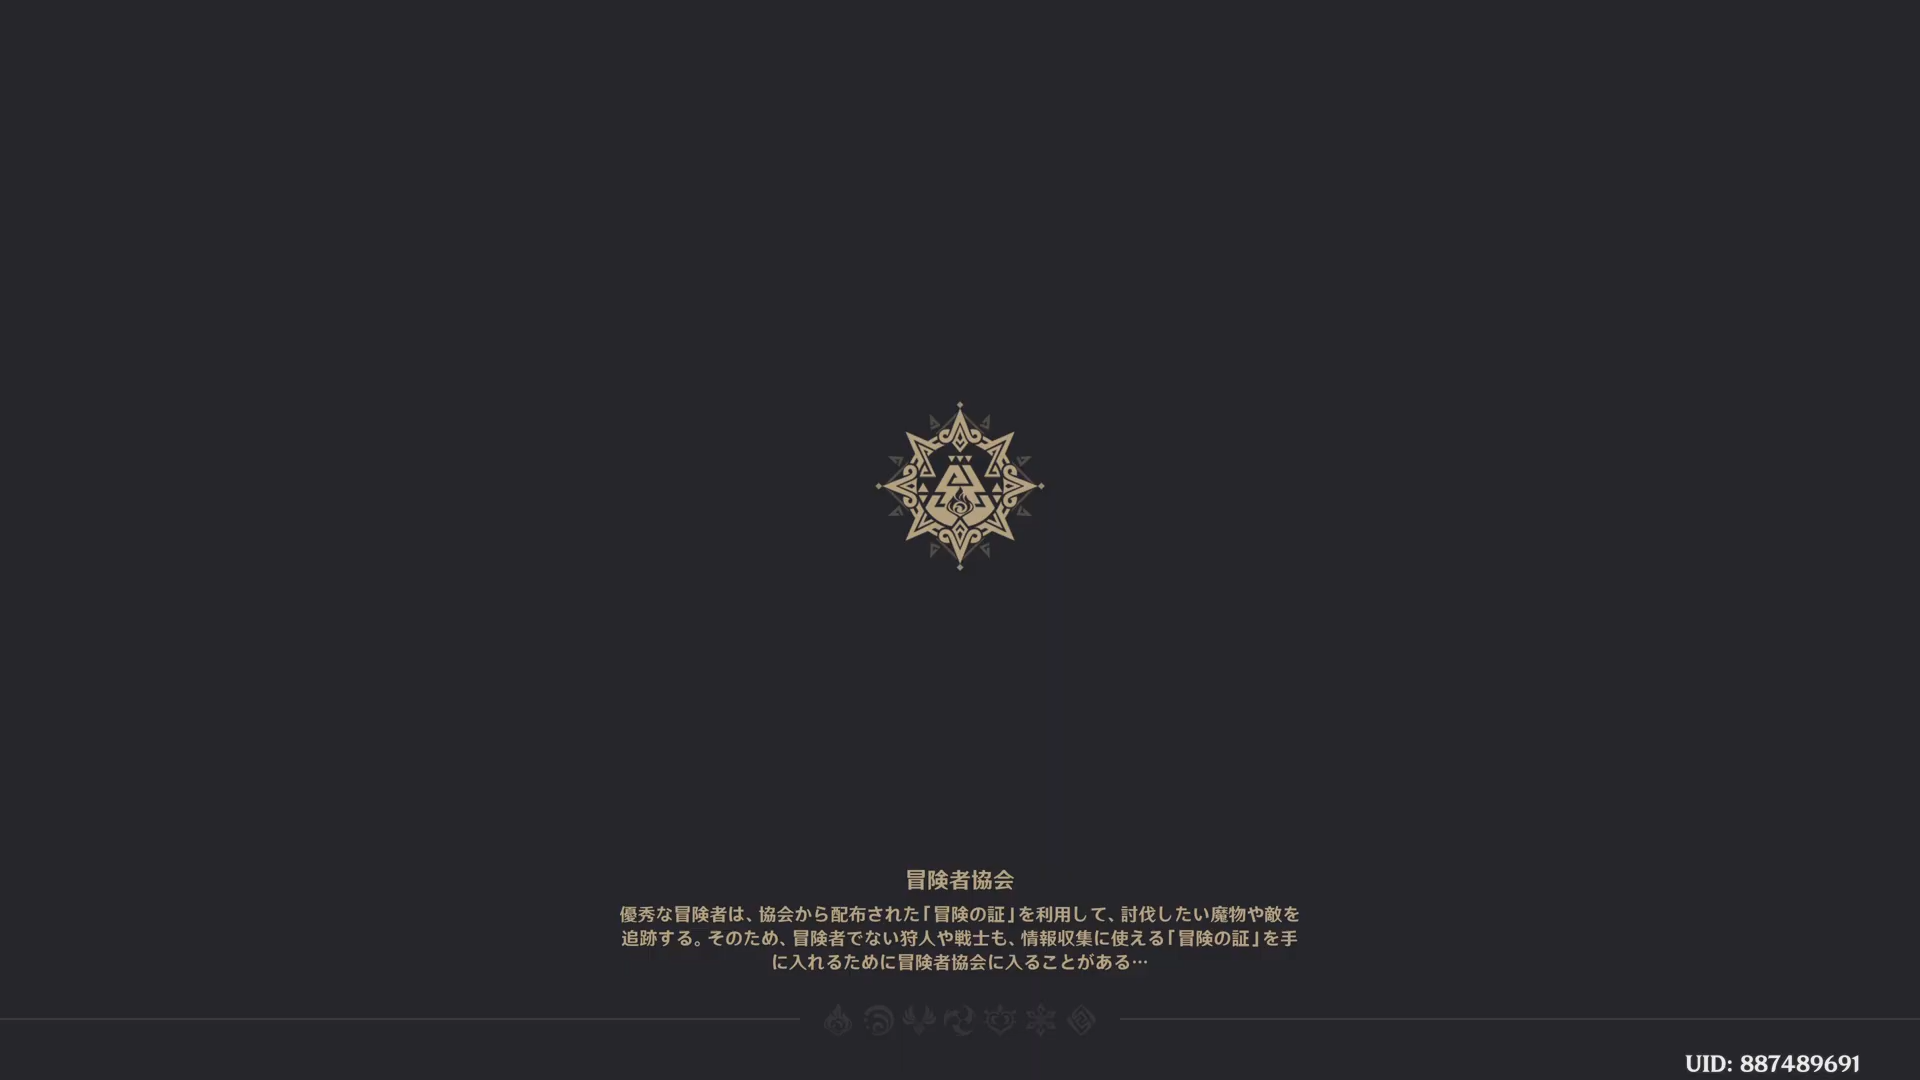 冒険者協会
優秀な冒険者は、協会から配布された「冒険の証」を利用して、討伐したい魔物や敵を
追跡する。そのため、冒険者でない狩人や戦士も、情報収集に使える「冒険の証」を手
に入れるために冒険者協会に入ることがある…
UID: 887489691